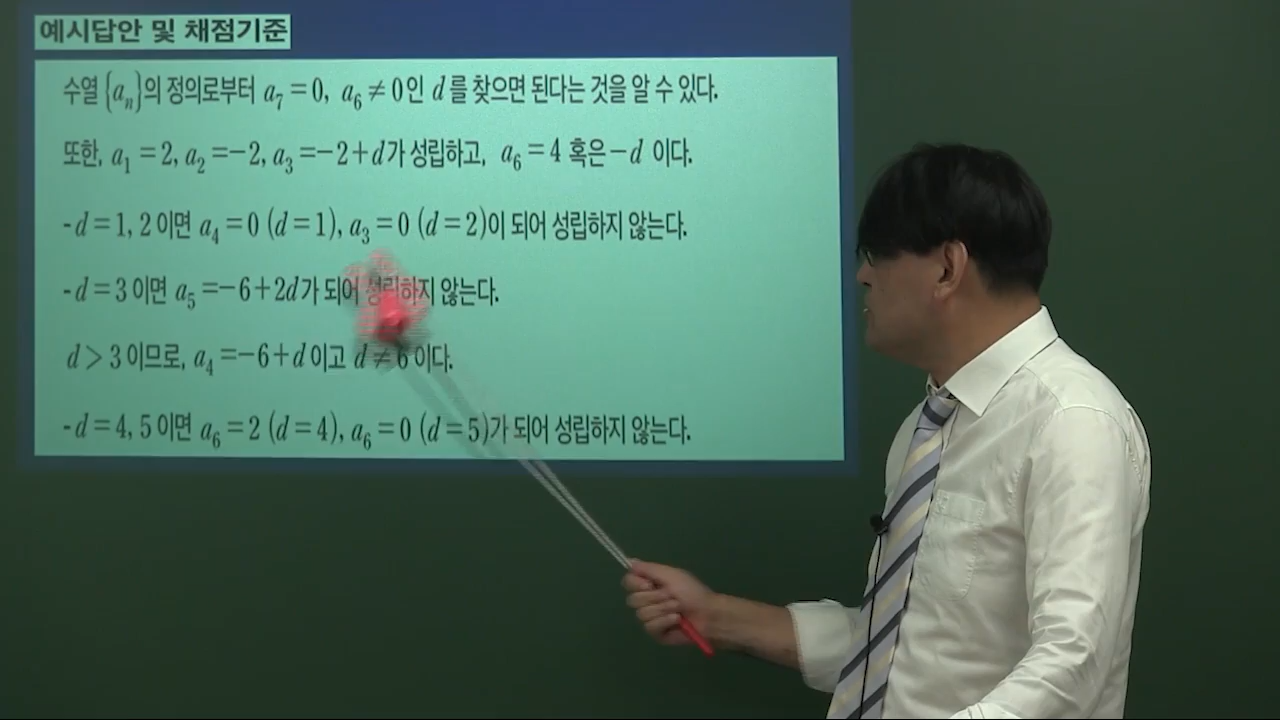 예시답안 및 채점기준
수열 {aₙ}의 정의로부터 a₇ = 0, a₆ ≠ 0인 d를 찾으면 된다는 것을 알 수 있다.
또한, a₁ = 2, a₂ = −2, a₃ = −2 + d가 성립하고, a₆ = 4 혹은 −d 이다.
-d = 1, 2 이면 a₄ = 0 (d = 1), a₃ = 0 (d = 2)이 되어 성립하지 않는다.
-d = 3 이면 a₅ = −6 + 2d가 되어 성립하지 않는다.
d > 3 이므로, a₄ = −6 + d 이고 d ≠ 6 이다.
-d = 4, 5 이면 a₆ = 2 (d = 4), a₆ = 0 (d = 5)가 되어 성립하지 않는다.